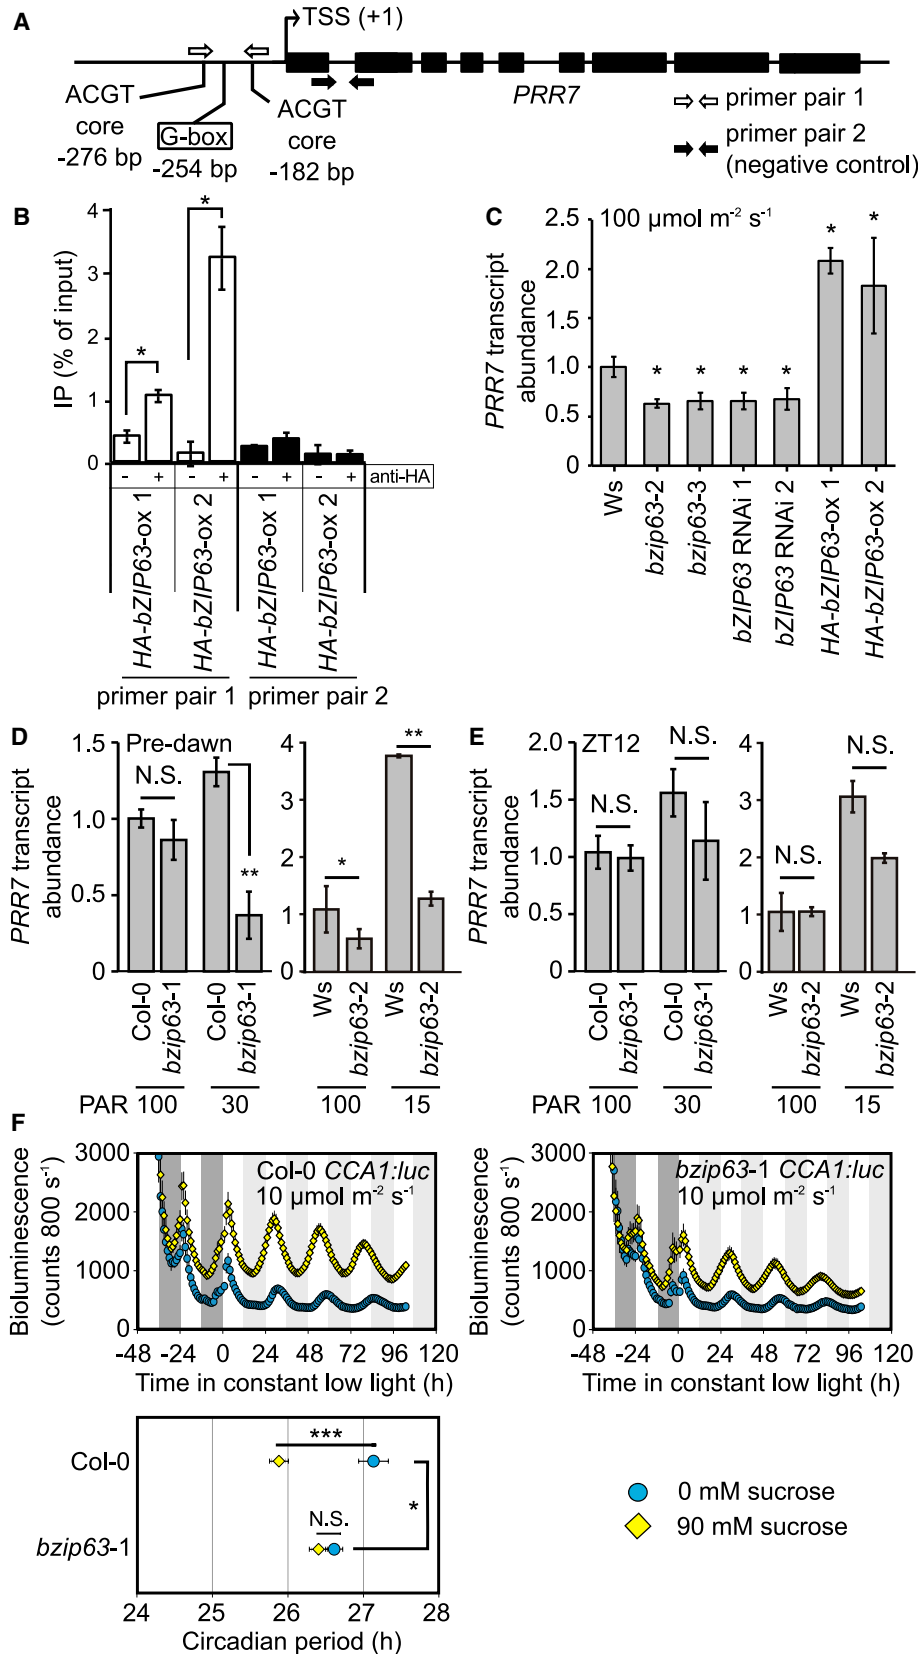 A
TSS (+1)
ACGT
core
-276 bp
G-box
-254 bp
ACGT
core
-182 bp
PRR7
primer pair 1
primer pair 2
(negative control)
B
IP (% of input)
4
3
2
1
0
*
*
- + - + - + - + anti-HA
HA-bZIP63-ox 1
HA-bZIP63-ox 2
HA-bZIP63-ox 1
HA-bZIP63-ox 2
primer pair 1
primer pair 2
C
100 µmol m-2 s-1
PRR7 transcript
abundance
2.5
2.0
1.5
1.0
0.5
0
* * * * * *
Ws
bzip63-2
bzip63-3
bZIP63 RNAi 1
bZIP63 RNAi 2
HA-bZIP63-ox 1
HA-bZIP63-ox 2
D
Pre-dawn
PRR7 transcript
abundance
1.5
1.0
0.5
0
N.S.
**
Col-0
bzip63-1
Col-0
bzip63-1
4
3
2
1
0
*
**
Ws
bzip63-2
Ws
bzip63-2
PAR 100 30 100 15
E
ZT12
PRR7 transcript
abundance
2.0
1.5
1.0
0.5
0
N.S.
N.S.
Col-0
bzip63-1
Col-0
bzip63-1
4
3
2
1
0
N.S.
N.S.
Ws
bzip63-2
Ws
bzip63-2
PAR 100 30 100 15
F
Bioluminescence
(counts 800 s-1)
3000
2000
1000
0
Col-0 CCA1:luc
10 µmol m-2 s-1
-48 -24 0 24 48 72 96 120
Time in constant low light (h)
Bioluminescence
(counts 800 s-1)
3000
2000
1000
0
bzip63-1 CCA1:luc
10 µmol m-2 s-1
-48 -24 0 24 48 72 96 120
Time in constant low light (h)
Col-0
bzip63-1
***
*
N.S.
24 25 26 27 28
Circadian period (h)
0 mM sucrose
90 mM sucrose